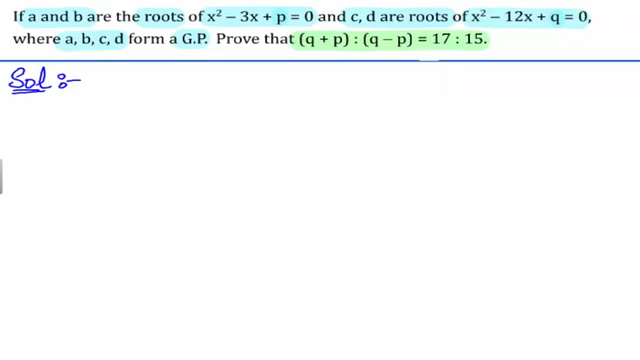 If a and b are the roots of x² − 3x + p = 0 and c, d are roots of x² − 12x + q = 0,
where a, b, c, d form a G.P. Prove that (q + p) : (q − p) = 17 : 15.
Sol :-